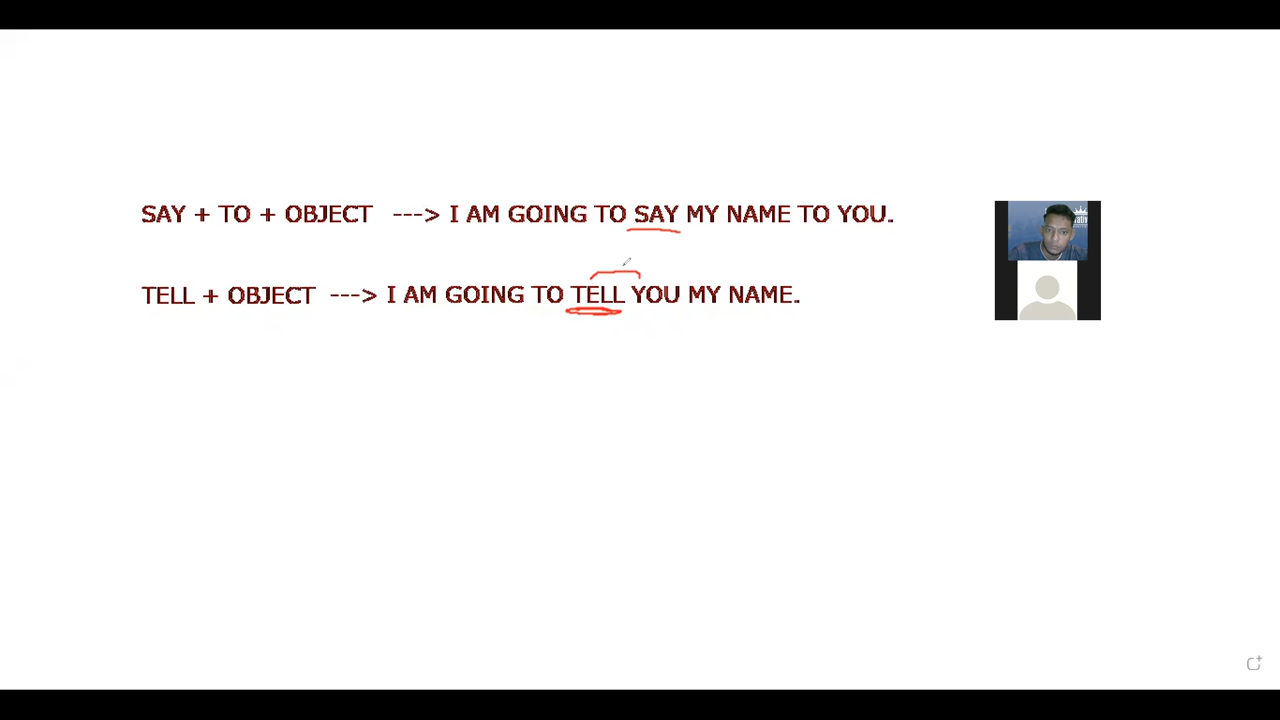 SAY + TO + OBJECT ---> I AM GOING TO SAY MY NAME TO YOU.
TELL + OBJECT ---> I AM GOING TO TELL YOU MY NAME.